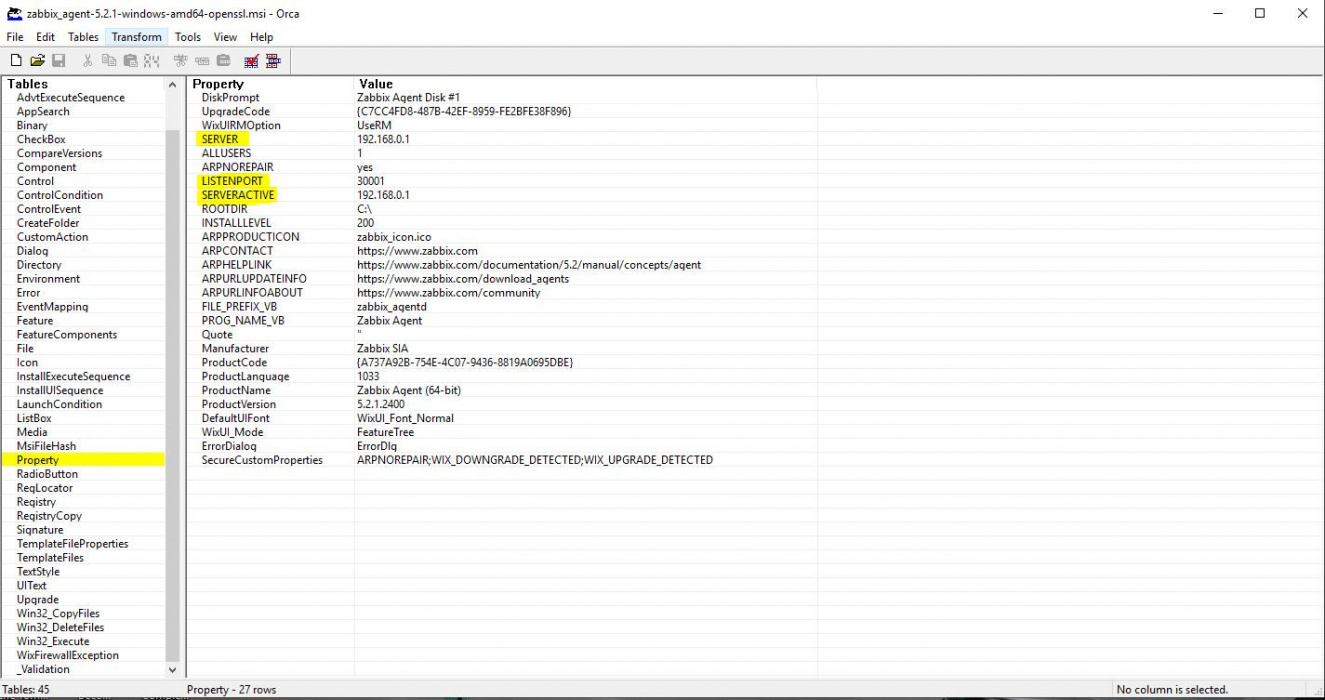 zabbix_agent-5.2.1-windows-amd64-openssl.msi - Orca
File Edit Tables Transform Tools View Help
Tables
AdvtExecuteSequence
AppSearch
Binary
CheckBox
CompareVersions
Component
Control
ControlCondition
ControlEvent
CreateFolder
CustomAction
Dialog
Directory
Environment
Error
EventMapping
Feature
FeatureComponents
File
Icon
InstallExecuteSequence
InstallUISequence
LaunchCondition
ListBox
Media
MsiFileHash
Property
RadioButton
RegLocator
Registry
RegistryCopy
Signature
TemplateFileProperties
TemplateFiles
TextStyle
UIText
Upgrade
Win32_CopyFiles
Win32_DeleteFiles
Win32_Execute
WixFirewallException
_Validation
Property Value
DiskPrompt Zabbix Agent Disk #1
UpgradeCode {C7CC4FD8-487B-42EF-8959-FE2BFE38F896}
WixUIRMOption UseRM
SERVER 192.168.0.1
ALLUSERS 1
ARPNOREPAIR yes
LISTENPORT 30001
SERVERACTIVE 192.168.0.1
ROOTDIR C:\
INSTALLLEVEL 200
ARPPRODUCTICON zabbix_icon.ico
ARPCONTACT https://www.zabbix.com
ARPHELPLINK https://www.zabbix.com/documentation/5.2/manual/concepts/agent
ARPURLUPDATEINFO https://www.zabbix.com/download_agents
ARPURLINFOABOUT https://www.zabbix.com/community
FILE_PREFIX_VB zabbix_agentd
PROG_NAME_VB Zabbix Agent
Quote "
Manufacturer Zabbix SIA
ProductCode {A737A92B-754E-4C07-9436-8819A0695DBE}
ProductLanguage 1033
ProductName Zabbix Agent (64-bit)
ProductVersion 5.2.1.2400
DefaultUIFont WixUI_Font_Normal
WixUI_Mode FeatureTree
ErrorDialog ErrorDlg
SecureCustomProperties ARPNOREPAIR;WIX_DOWNGRADE_DETECTED;WIX_UPGRADE_DETECTED
Tables: 45 Property - 27 rows No column is selected.